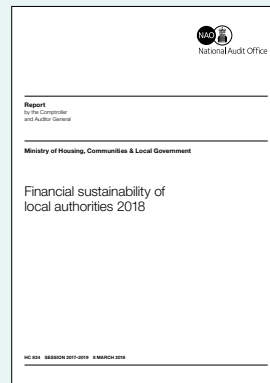 NAO
National Audit Office
Report
by the Comptroller
and Auditor General
Ministry of Housing, Communities & Local Government
Financial sustainability of
local authorities 2018
HC 834 SESSION 2017–2019 8 MARCH 2018